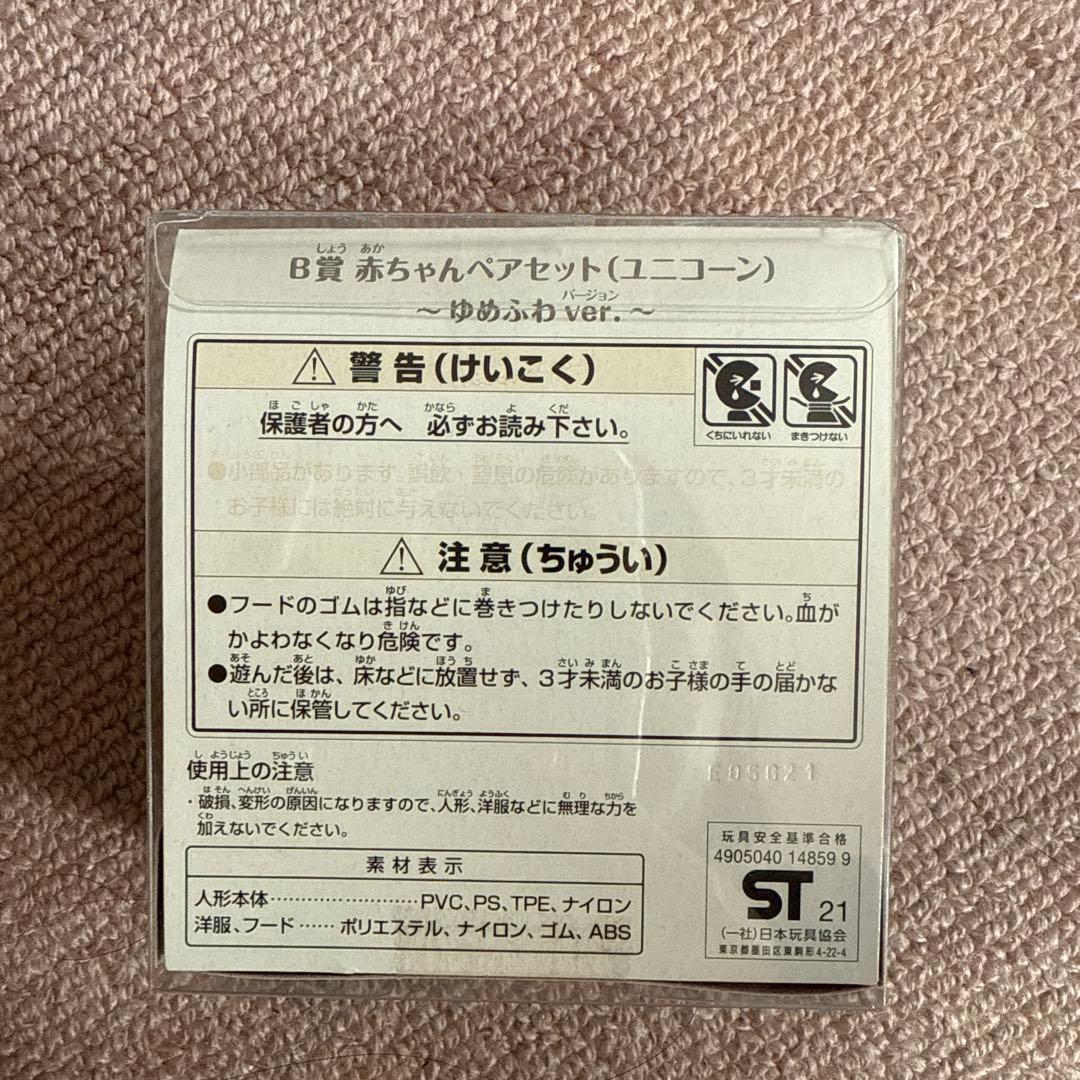 B賞 赤ちゃんペアセット(ユニコーン)
～ゆめふわ ver.～
警告(けいこく)
くちにいれない まきつけない
保護者の方へ 必ずお読み下さい。
●小部品があります。誤飲・窒息の危険がありますので、3才未満の
お子様には絶対に与えないでください。
注意(ちゅうい)
●フードのゴムは指などに巻きつけたりしないでください。血が
かよわなくなり危険です。
●遊んだ後は、床などに放置せず、3才未満のお子様の手の届かな
い所に保管してください。
使用上の注意
・破損、変形の原因になりますので、人形、洋服などに無理な力を
加えないでください。
E05021
素材表示
人形本体……………………PVC、PS、TPE、ナイロン
洋服、フード……ポリエステル、ナイロン、ゴム、ABS
玩具安全基準合格
4905040 14859 9
ST 21
(一社)日本玩具協会
東京都墨田区東駒形4-22-4